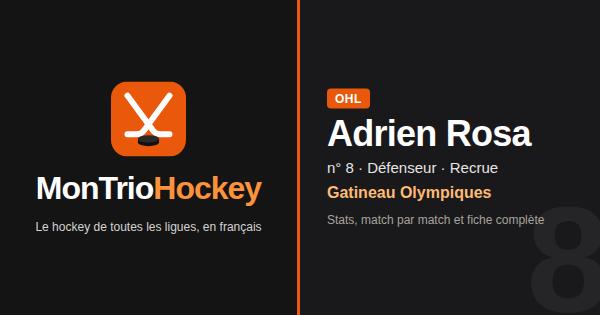 MonTrioHockey
Le hockey de toutes les ligues, en français
OHL
Adrien Rosa
n° 8 · Défenseur · Recrue
Gatineau Olympiques
Stats, match par match et fiche complète
8